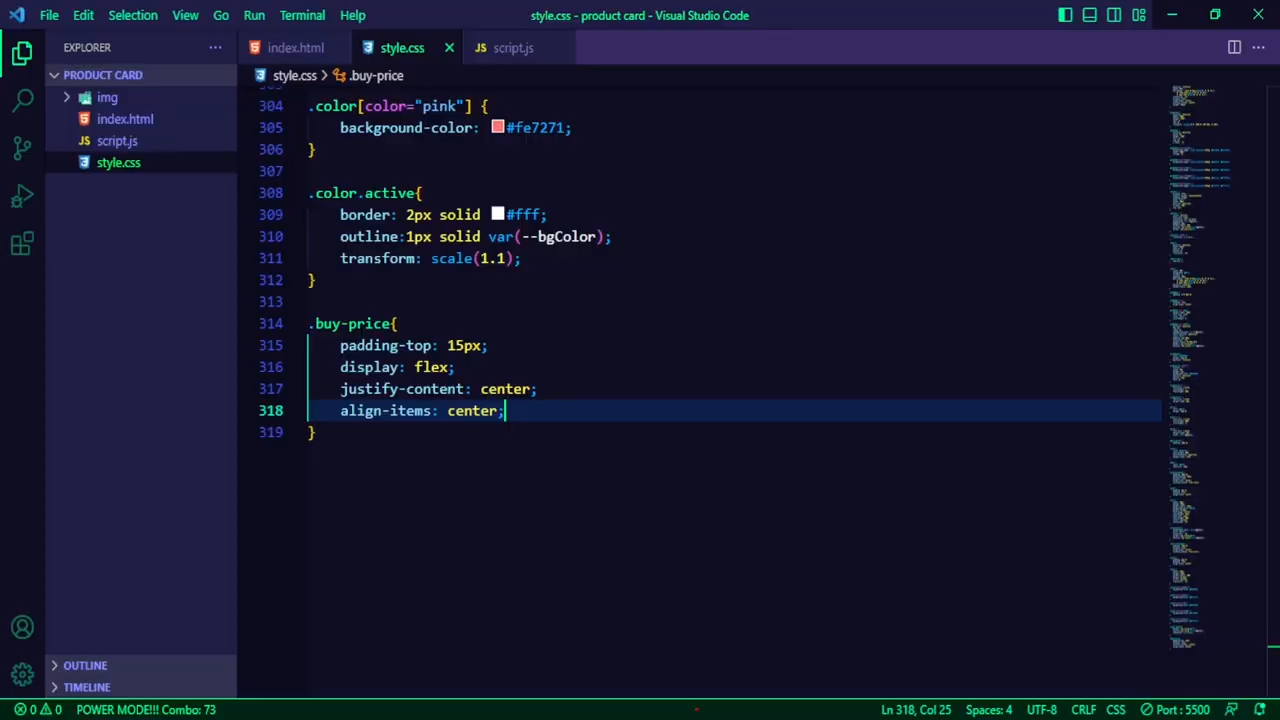 File Edit Selection View Go Run Terminal Help style.css - product card - Visual Studio Code
EXPLORER ···
PRODUCT CARD
img
index.html
JS script.js
style.css
index.html style.css JS script.js
style.css > .buy-price
304 .color[color="pink"] {
305 background-color: #fe7271;
306 }
307
308 .color.active{
309 border: 2px solid #fff;
310 outline:1px solid var(--bgColor);
311 transform: scale(1.1);
312 }
313
314 .buy-price{
315 padding-top: 15px;
316 display: flex;
317 justify-content: center;
318 align-items: center;
319 }
OUTLINE
TIMELINE
0 0 POWER MODE!!! Combo: 73 Ln 318, Col 25 Spaces: 4 UTF-8 CRLF CSS Port : 5500